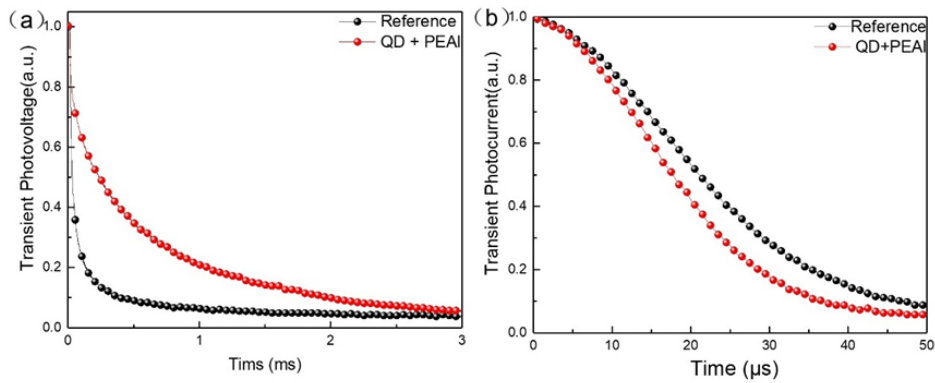 (a)
Reference
QD + PEAI
Transient Photovoltage(a.u.)
1.0
0.8
0.6
0.4
0.2
0.0
0
1
2
3
Tims (ms)
(b)
Reference
QD+PEAI
Transient Photocurrent(a.u.)
1.0
0.8
0.6
0.4
0.2
0.0
0
10
20
30
40
50
Time (μs)